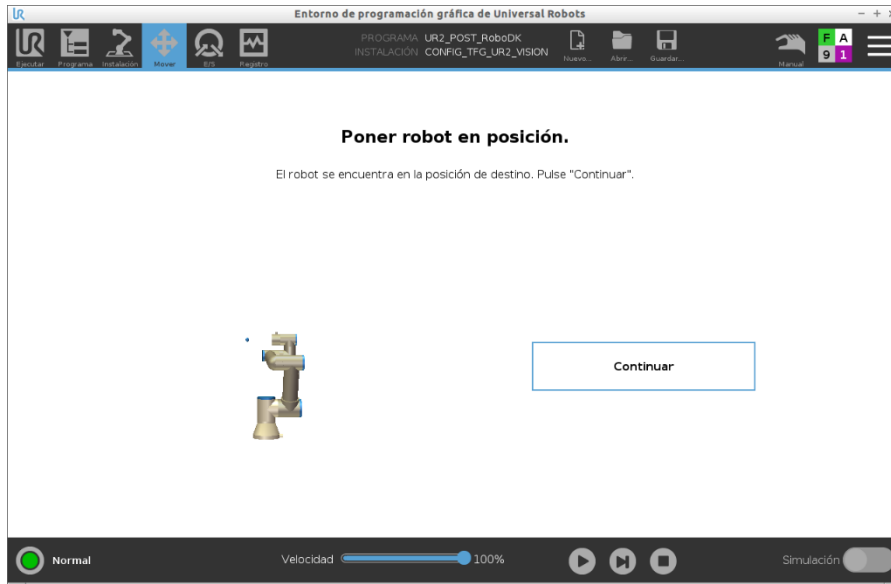 Entorno de programación gráfica de Universal Robots
Ejecutar
Programa
Instalación
Mover
E/S
Registro
PROGRAMA UR2_POST_RoboDK
INSTALACIÓN CONFIG_TFG_UR2_VISION
Nuevo...
Abrir...
Guardar...
Manual
F A
9 1
Poner robot en posición.
El robot se encuentra en la posición de destino. Pulse "Continuar".
Continuar
Normal
Velocidad
100%
Simulación